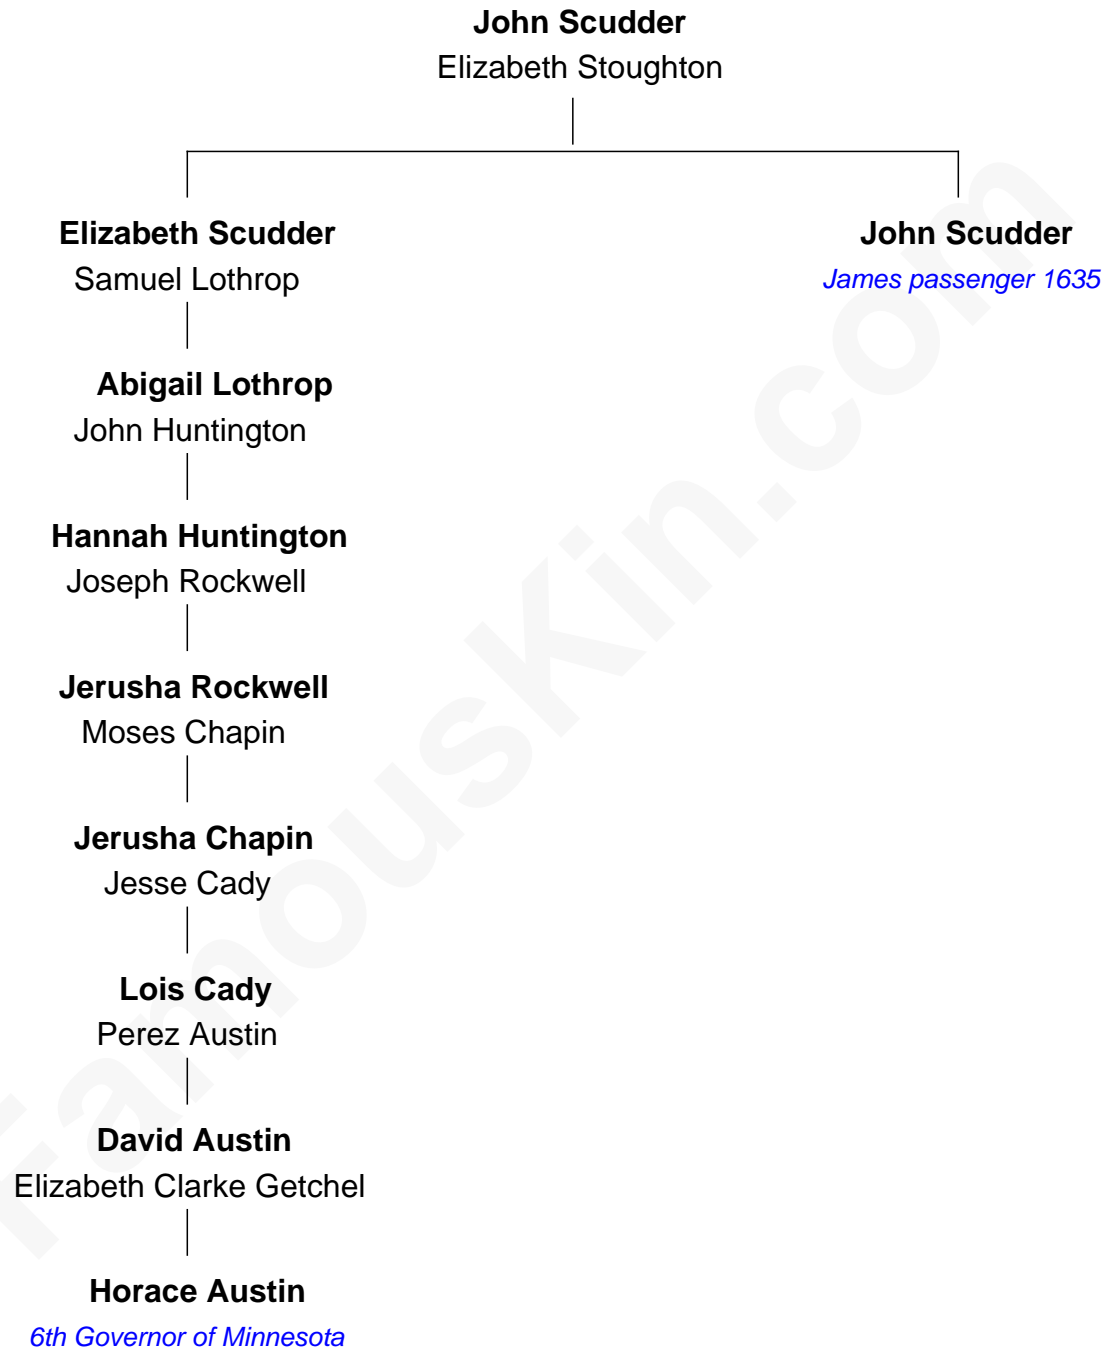 John Scudder
Elizabeth Stoughton
Elizabeth Scudder
Samuel Lothrop
John Scudder
James passenger 1635
Abigail Lothrop
John Huntington
Hannah Huntington
Joseph Rockwell
Jerusha Rockwell
Moses Chapin
Jerusha Chapin
Jesse Cady
Lois Cady
Perez Austin
David Austin
Elizabeth Clarke Getchel
Horace Austin
6th Governor of Minnesota
FamousKin.com